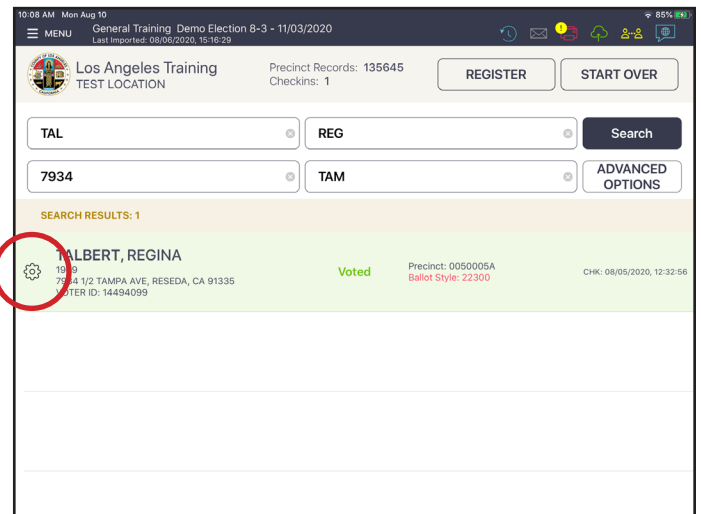 10:08 AM Mon Aug 10
85%
MENU
General Training Demo Election 8-3 - 11/03/2020
Last Imported: 08/06/2020, 15:16:29
Los Angeles Training
TEST LOCATION
Precinct Records: 135645
Checkins: 1
REGISTER
START OVER
TAL
REG
Search
7934
TAM
ADVANCED
OPTIONS
SEARCH RESULTS: 1
TALBERT, REGINA
Voted
Precinct: 0050005A
Ballot Style: 22300
CHK: 08/05/2020, 12:32:56
7934 1/2 TAMPA AVE, RESEDA, CA 91335
VOTER ID: 14494099